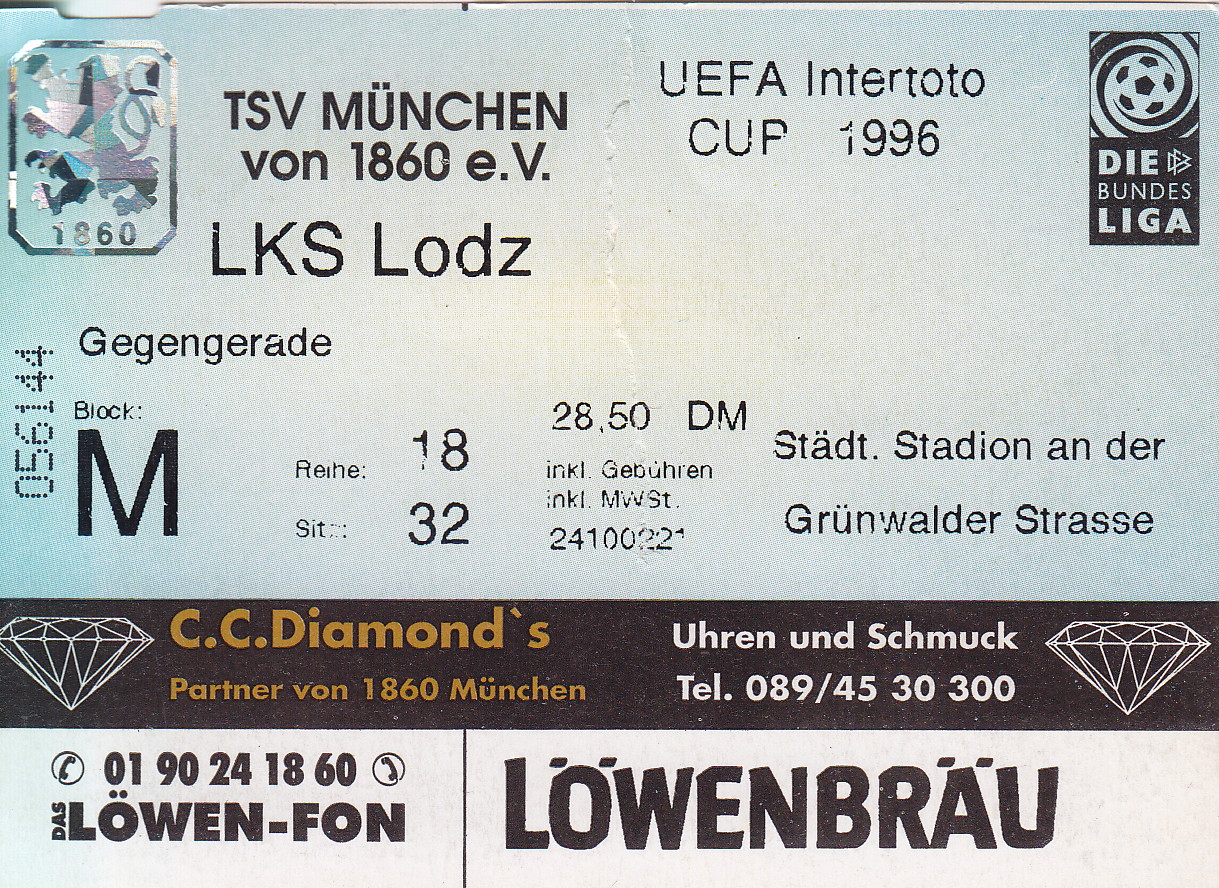 1860
TSV MÜNCHEN
von 1860 e.V.
UEFA Intertoto
CUP 1996
DIE
BUNDES
LIGA
LKS Lodz
Gegengerade
056144
Block:
M
Reihe: 18
Sitz: 32
28,50 DM
inkl. Gebühren
inkl. MWSt.
24100221
Städt. Stadion an der
Grünwalder Strasse
C.C.Diamond`s
Partner von 1860 München
Uhren und Schmuck
Tel. 089/45 30 300
01 90 24 18 60
DAS LÖWEN-FON
LÖWENBRÄU